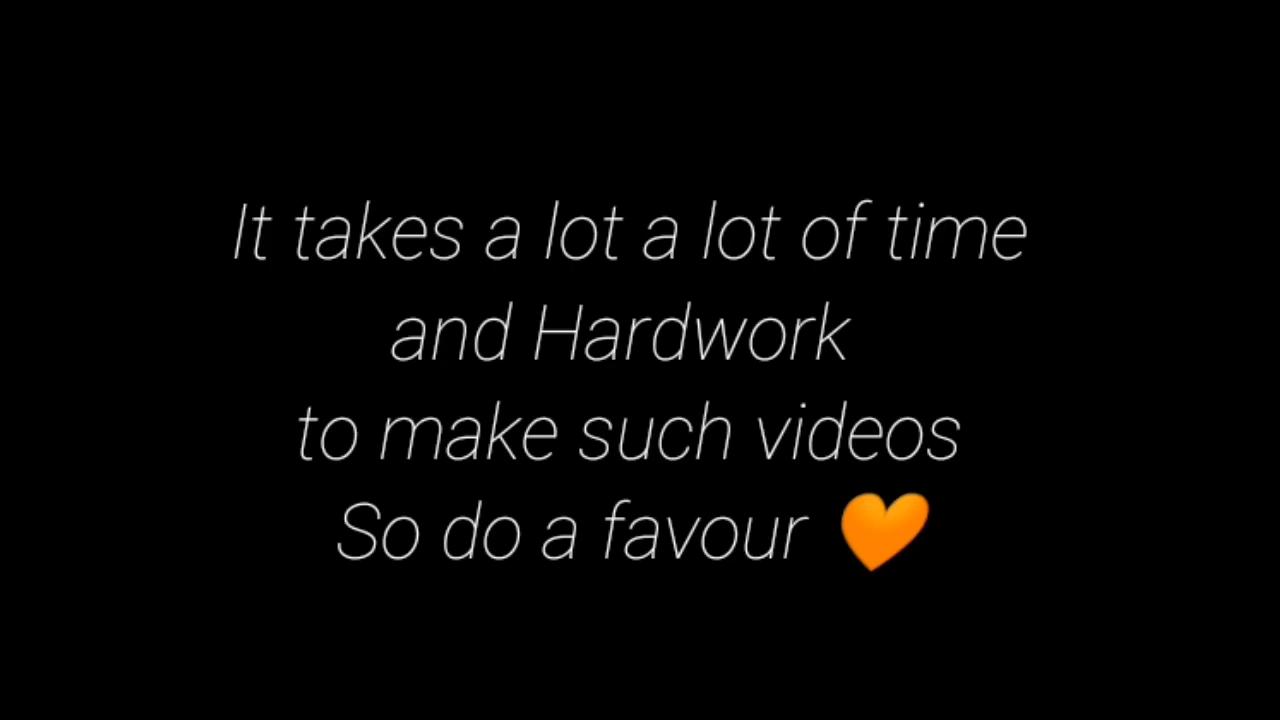 It takes a lot a lot of time
and Hardwork
to make such videos
So do a favour 🧡